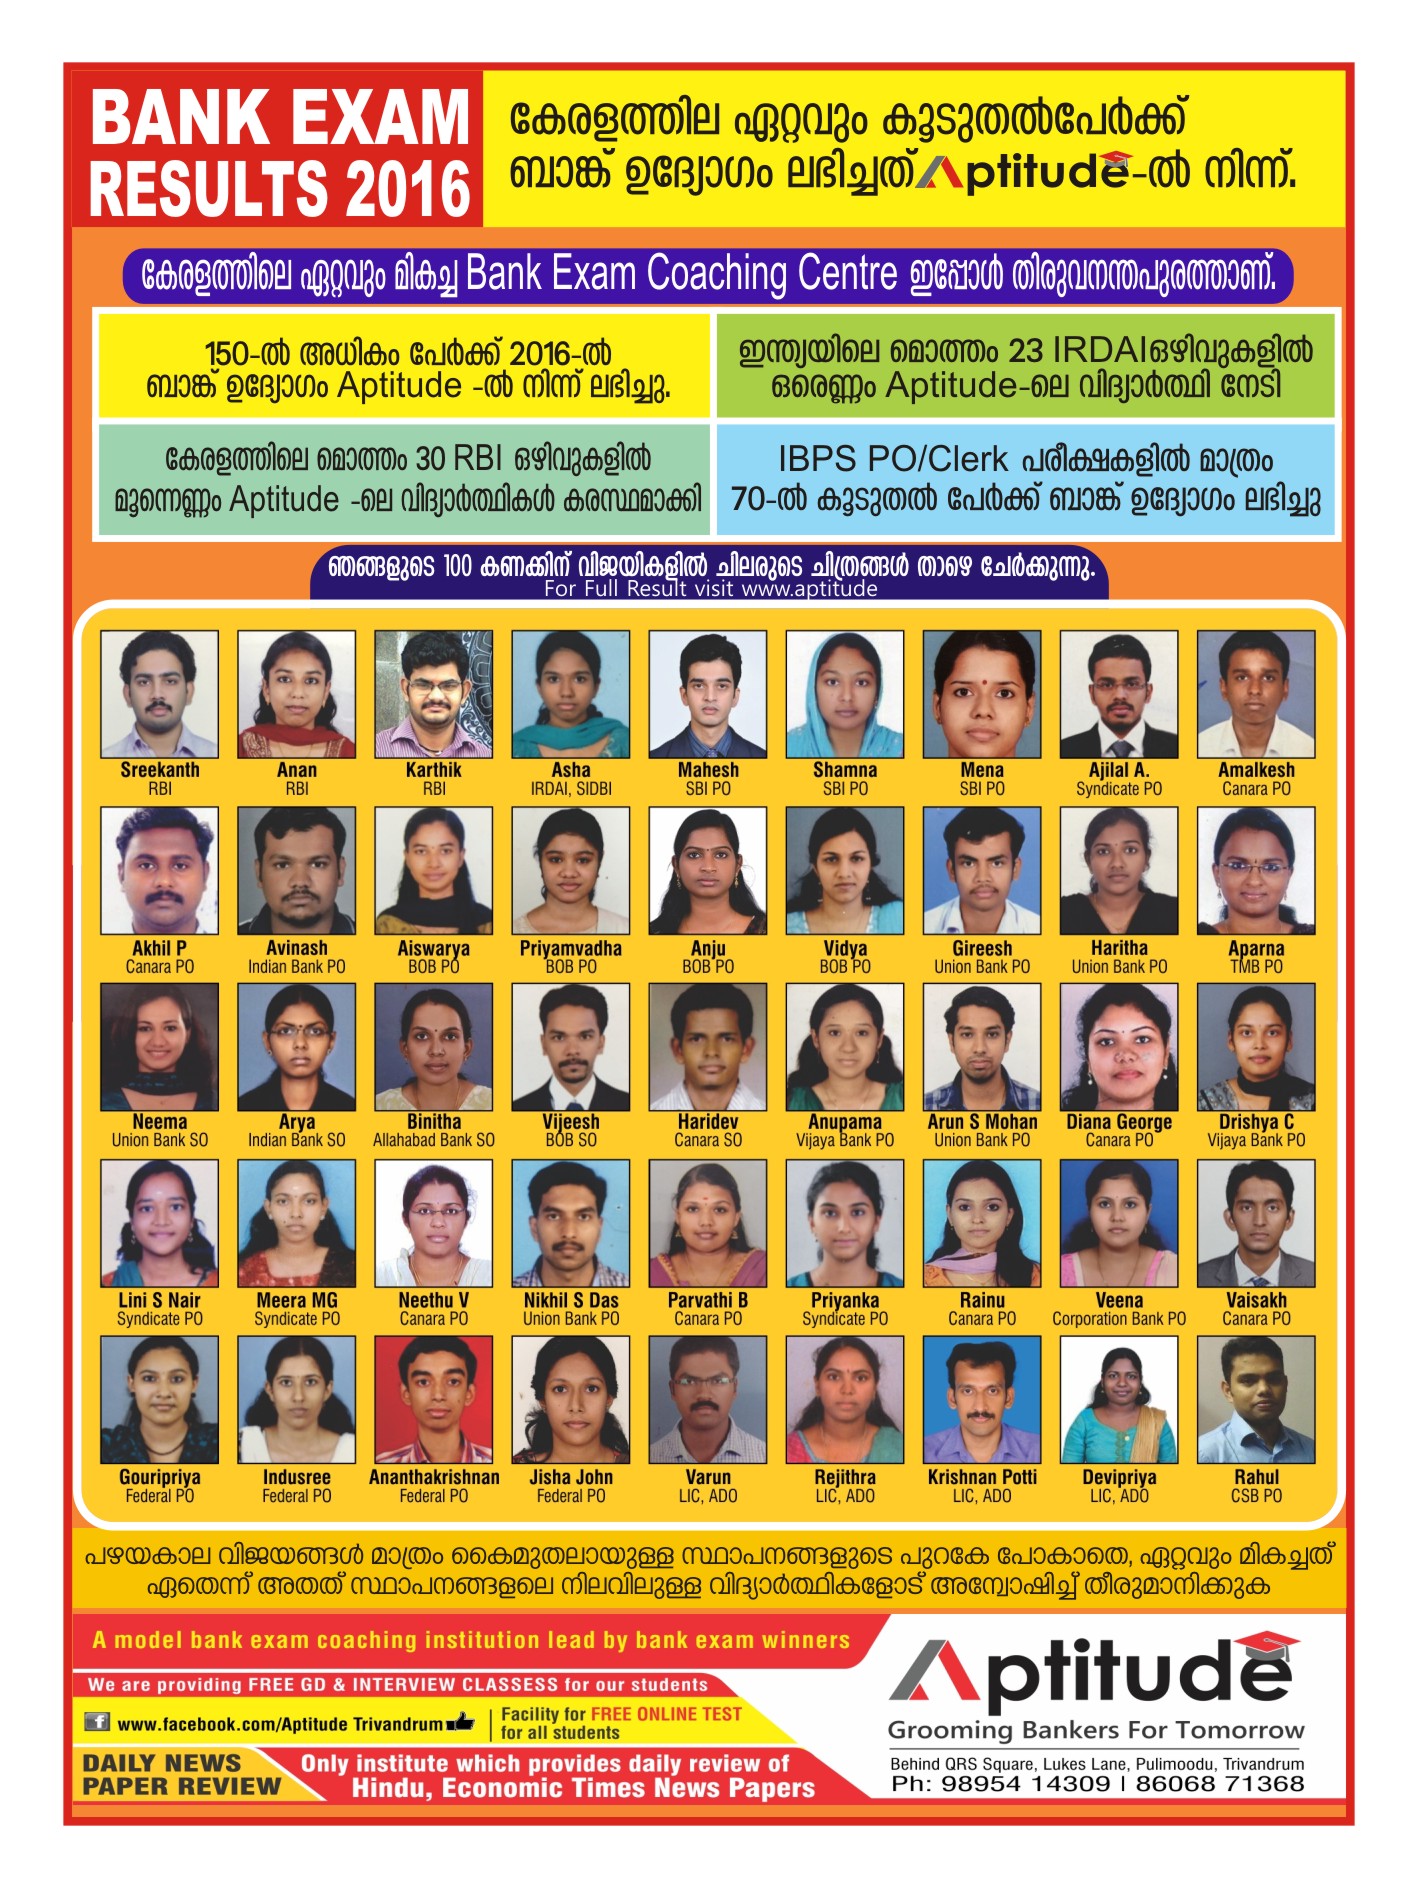 BANK EXAM
RESULTS 2016
കേരളത്തില ഏറ്റവും കൂടുതൽപേർക്ക്
ബാങ്ക് ഉദ്യോഗം ലഭിച്ചത് Aptitude-ൽ നിന്ന്.
കേരളത്തിലെ ഏറ്റവും മികച്ച Bank Exam Coaching Centre ഇപ്പോൾ തിരുവനന്തപുരത്താണ്.
150-ൽ അധികം പേർക്ക് 2016-ൽ
ബാങ്ക് ഉദ്യോഗം Aptitude -ൽ നിന്ന് ലഭിച്ചു.
ഇന്ത്യയിലെ മൊത്തം 23 IRDAI ഒഴിവുകളിൽ
ഒരെണ്ണം Aptitude-ലെ വിദ്യാർത്ഥി നേടി
കേരളത്തിലെ മൊത്തം 30 RBI ഒഴിവുകളിൽ
മൂന്നെണ്ണം Aptitude -ലെ വിദ്യാർത്ഥികൾ കരസ്ഥമാക്കി
IBPS PO/Clerk പരീക്ഷകളിൽ മാത്രം
70-ൽ കൂടുതൽ പേർക്ക് ബാങ്ക് ഉദ്യോഗം ലഭിച്ചു
ഞങ്ങളുടെ 100 കണക്കിന് വിജയികളിൽ ചിലരുടെ ചിത്രങ്ങൾ താഴെ ചേർക്കുന്നു.
For Full Result visit www.aptitude
Sreekanth Anan Karthik Asha Mahesh Shamna Mena Ajilal A. Amalkesh
RBI RBI RBI IRDAI, SIDBI SBI PO SBI PO SBI PO Syndicate PO Canara PO
Akhil P Avinash Aiswarya Priyamvadha Anju Vidya Gireesh Haritha Aparna
Canara PO Indian Bank PO BOB PO BOB PO BOB PO BOB PO Union Bank PO Union Bank PO TMB PO
Neema Arya Binitha Vijeesh Haridev Anupama Arun S Mohan Diana George Drishya C
Union Bank SO Indian Bank SO Allahabad Bank SO BOB SO Canara SO Vijaya Bank PO Union Bank PO Canara PO Vijaya Bank PO
Lini S Nair Meera MG Neethu V Nikhil S Das Parvathi B Priyanka Rainu Veena Vaisakh
Syndicate PO Syndicate PO Canara PO Union Bank PO Canara PO Syndicate PO Canara PO Corporation Bank PO Canara PO
Gouripriya Indusree Ananthakrishnan Jisha John Varun Rejithra Krishnan Potti Devipriya Rahul
Federal PO Federal PO Federal PO Federal PO LIC, ADO LIC, ADO LIC, ADO LIC, ADO CSB PO
പഴയകാല വിജയങ്ങൾ മാത്രം കൈമുതലായുള്ള സ്ഥാപനങ്ങളുടെ പുറകേ പോകാതെ, ഏറ്റവും മികച്ചത്
ഏതെന്ന് അതത് സ്ഥാപനങ്ങളലെ നിലവിലുള്ള വിദ്യാർത്ഥികളോട് അന്വോഷിച്ച് തീരുമാനിക്കുക
A model bank exam coaching institution lead by bank exam winners
We are providing FREE GD & INTERVIEW CLASSESS for our students
f www.facebook.com/Aptitude Trivandrum
Facility for FREE ONLINE TEST
for all students
DAILY NEWS
PAPER REVIEW
Only institute which provides daily review of
Hindu, Economic Times News Papers
Aptitude
Grooming Bankers For Tomorrow
Behind QRS Square, Lukes Lane, Pulimoodu, Trivandrum
Ph: 98954 14309 | 86068 71368